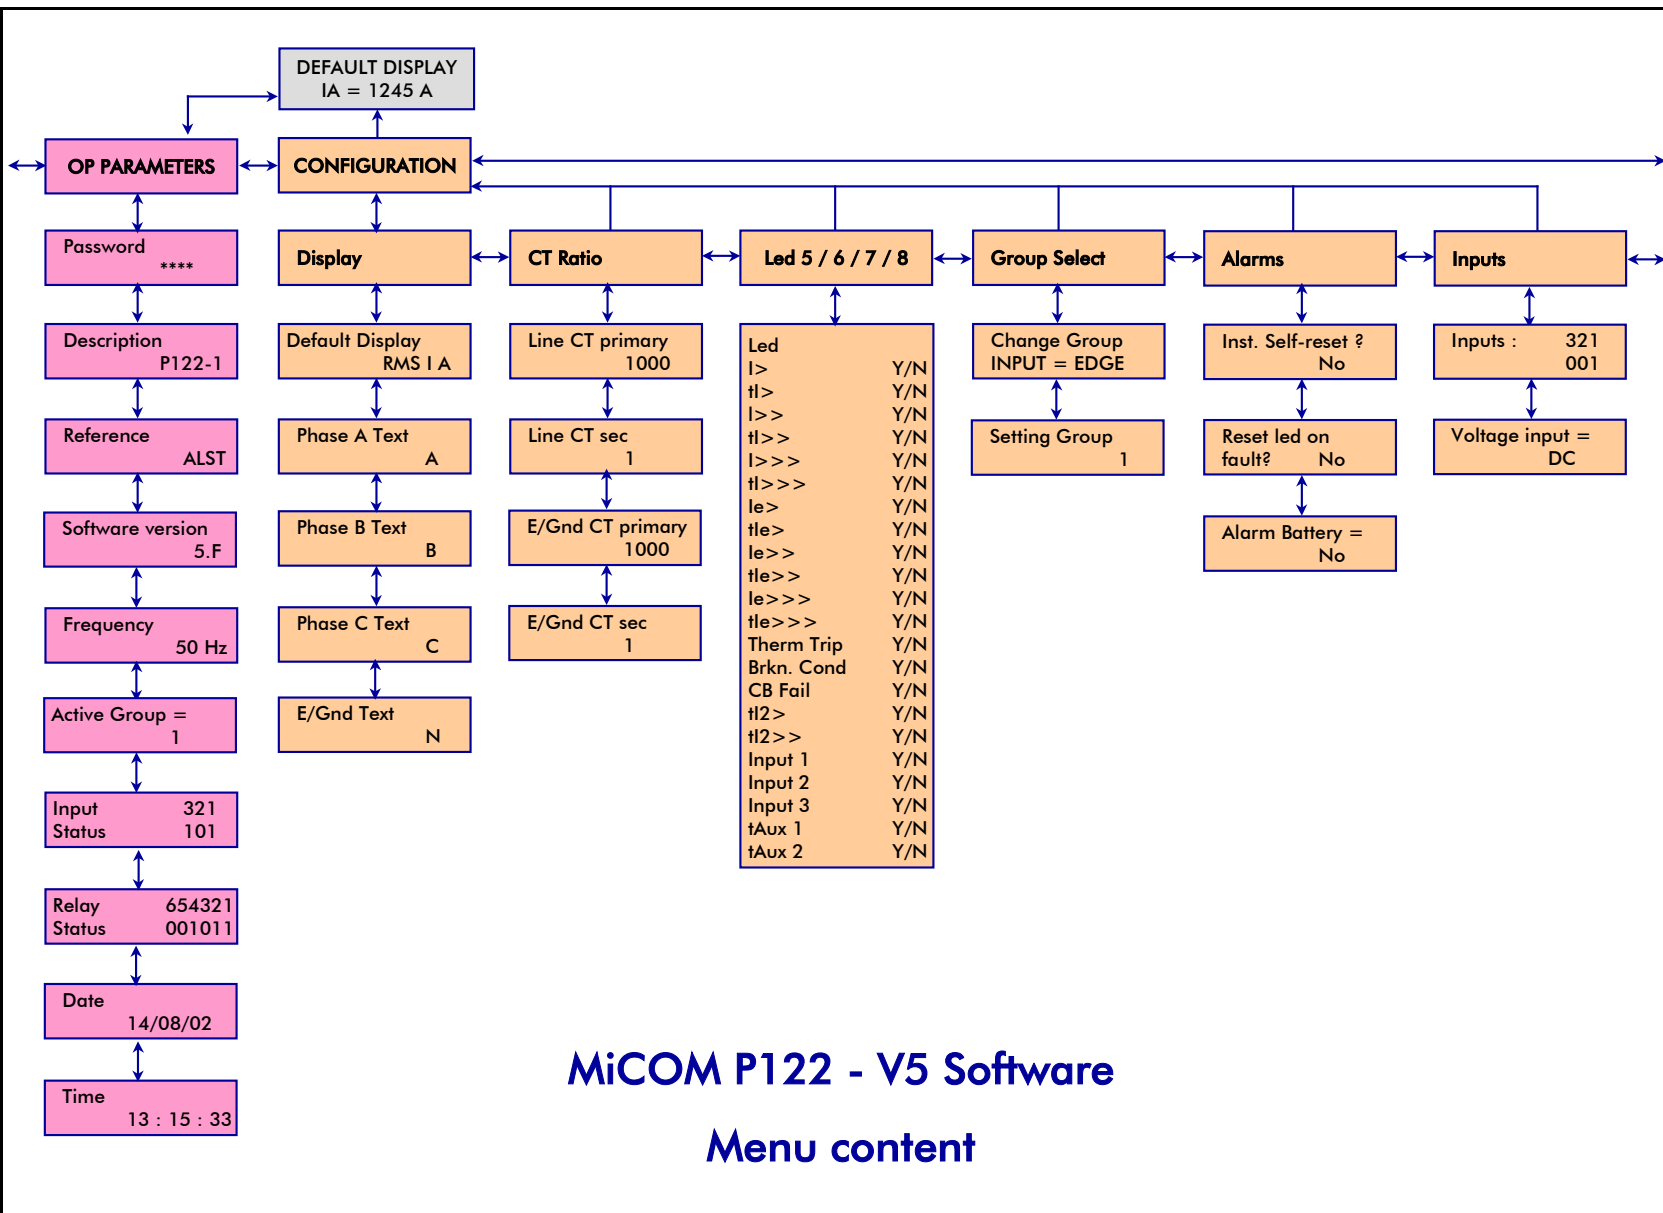 DEFAULT DISPLAY
IA = 1245 A
OP PARAMETERS
CONFIGURATION
Password
****
Description
P122-1
Reference
ALST
Software version
5.F
Frequency
50 Hz
Active Group =
1
Input 321
Status 101
Relay 654321
Status 001011
Date
14/08/02
Time
13 : 15 : 33
Display
Default Display
RMS I A
Phase A Text
A
Phase B Text
B
Phase C Text
C
E/Gnd Text
N
CT Ratio
Line CT primary
1000
Line CT sec
1
E/Gnd CT primary
1000
E/Gnd CT sec
1
Led 5 / 6 / 7 / 8
Led
I> Y/N
tI> Y/N
I>> Y/N
tI>> Y/N
I>>> Y/N
tI>>> Y/N
Ie> Y/N
tIe> Y/N
Ie>> Y/N
tIe>> Y/N
Ie>>> Y/N
tIe>>> Y/N
Therm Trip Y/N
Brkn. Cond Y/N
CB Fail Y/N
tI2> Y/N
tI2>> Y/N
Input 1 Y/N
Input 2 Y/N
Input 3 Y/N
tAux 1 Y/N
tAux 2 Y/N
Group Select
Change Group
INPUT = EDGE
Setting Group
1
Alarms
Inst. Self-reset ?
No
Reset led on
fault? No
Alarm Battery =
No
Inputs
Inputs : 321
001
Voltage input =
DC
MiCOM P122 - V5 Software
Menu content